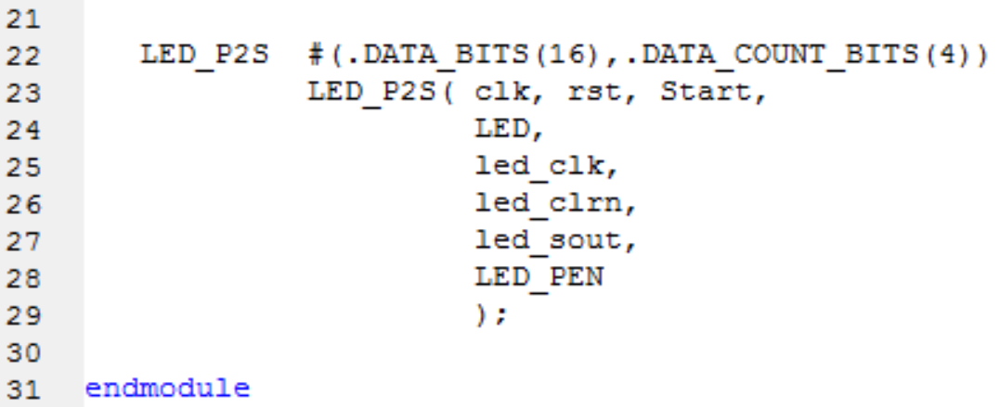 21
22 LED_P2S #(.DATA_BITS(16),.DATA_COUNT_BITS(4))
23 LED_P2S( clk, rst, Start,
24 LED,
25 led_clk,
26 led_clrn,
27 led_sout,
28 LED_PEN
29 );
30
31 endmodule